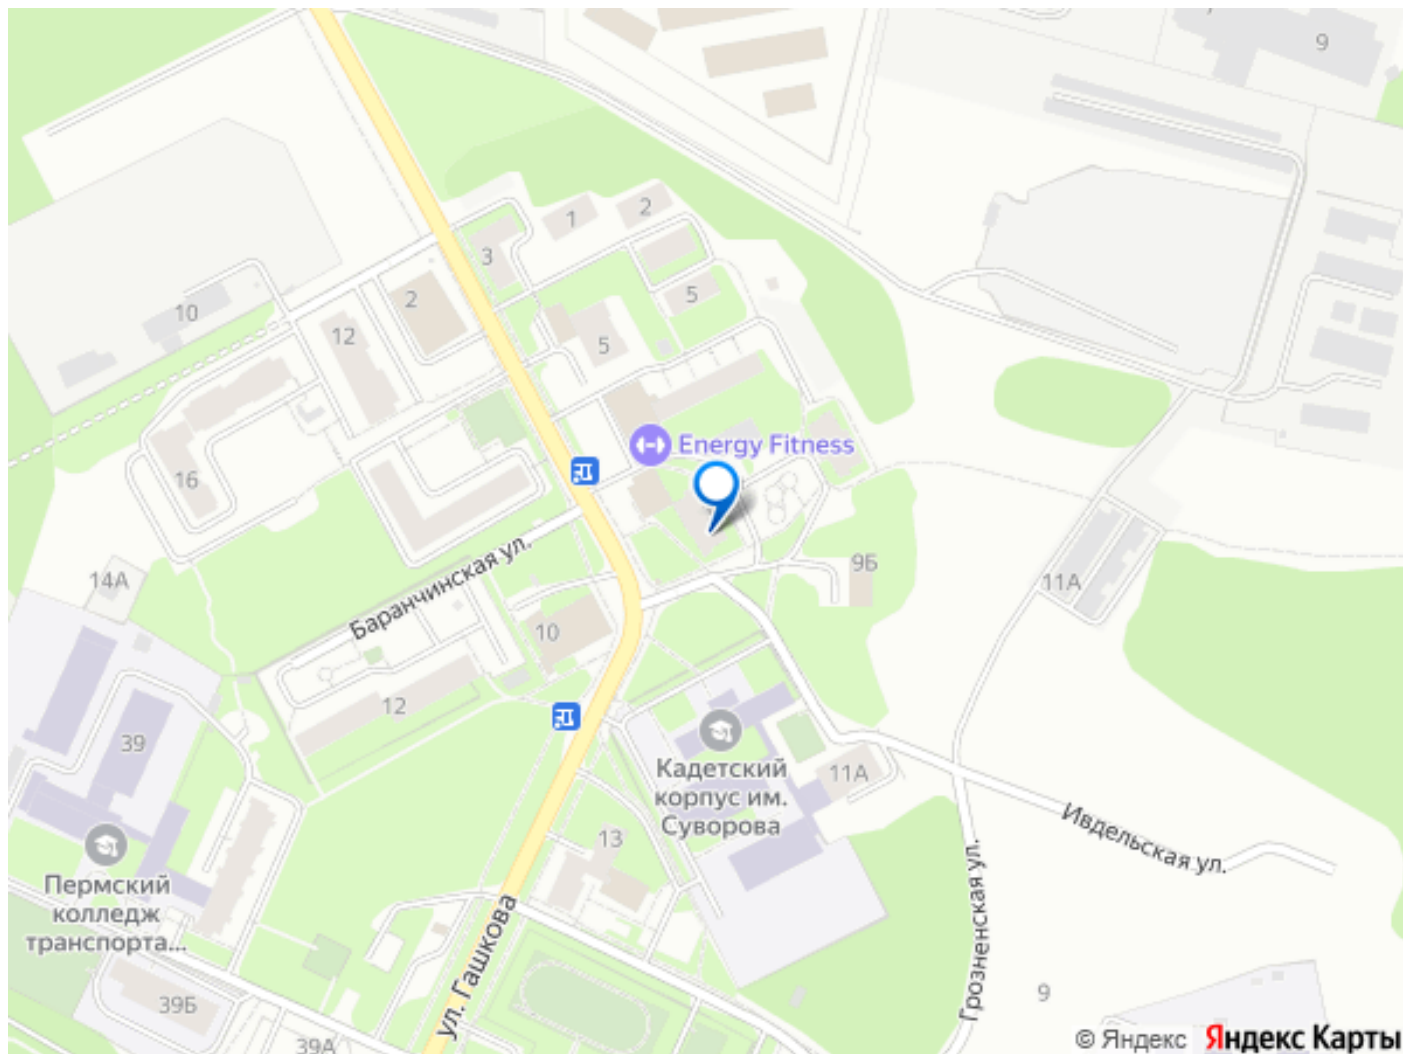 9
1
2
3
10
2
12
5
5
Energy Fitness
16
Баранчинская ул.
14А
9Б
11А
10
12
39
Кадетский
корпус им.
Суворова
11А
13
Ивдельская ул.
Грозненская ул.
Пермский
колледж
транспорта...
ул. Гашкова
39Б
9
39А
© Яндекс Яндекс Карты